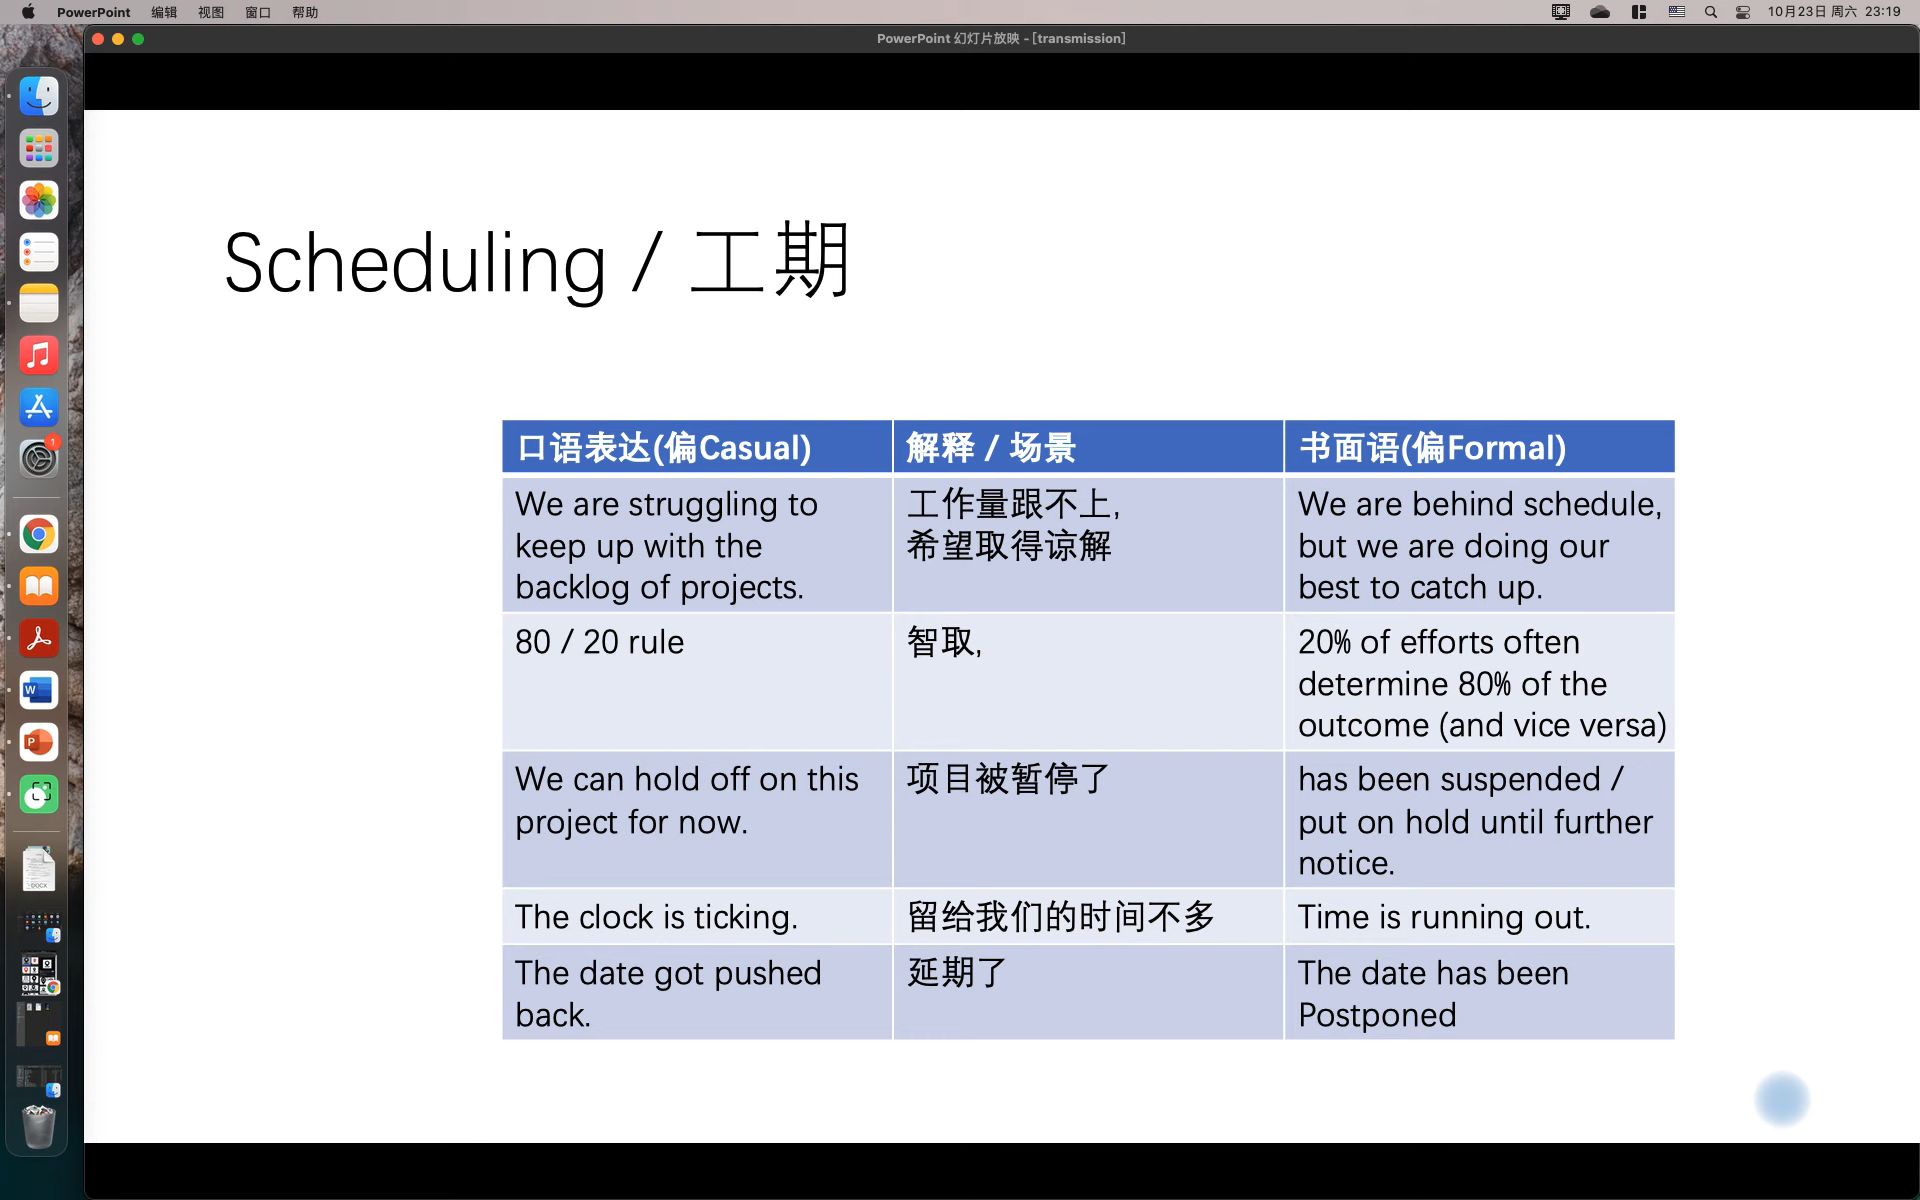 PowerPoint 编辑 视图 窗口 帮助 10月23日 周六 23:19
PowerPoint 幻灯片放映 - [transmission]
1
Scheduling / 工期
口语表达(偏Casual) 解释 / 场景 书面语(偏Formal)
We are struggling to
keep up with the
backlog of projects.
工作量跟不上,
希望取得谅解
We are behind schedule,
but we are doing our
best to catch up.
80 / 20 rule
智取,
20% of efforts often
determine 80% of the
outcome (and vice versa)
We can hold off on this
project for now.
项目被暂停了
has been suspended /
put on hold until further
notice.
The clock is ticking.
留给我们的时间不多
Time is running out.
The date got pushed
back.
延期了
The date has been
Postponed
W
P
DOCX